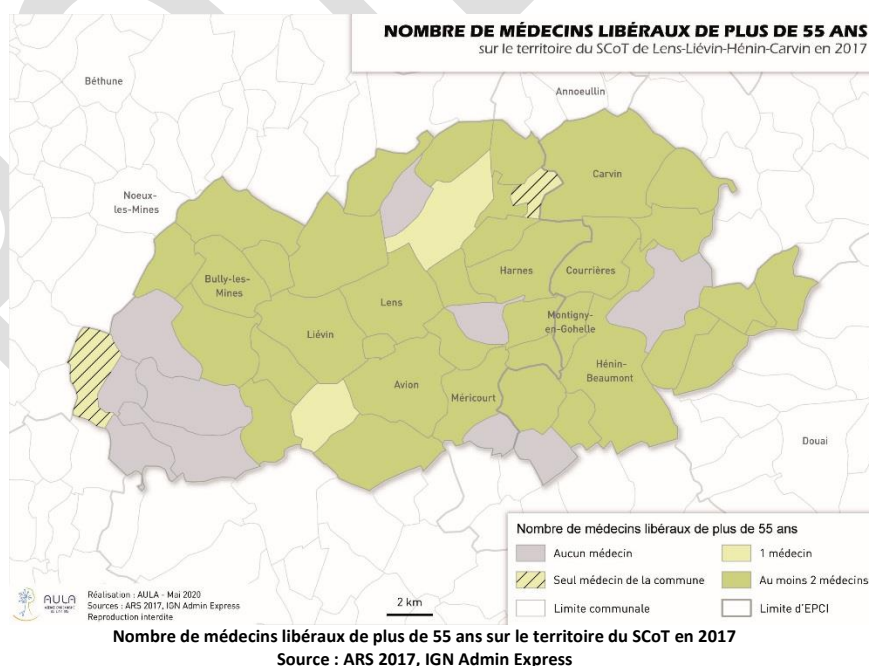 NOMBRE DE MÉDECINS LIBÉRAUX DE PLUS DE 55 ANS
sur le territoire du SCoT de Lens-Liévin-Hénin-Carvin en 2017
Béthune
Annoeullin
Carvin
Noeux-
les-Mines
Harnes
Courrières
Bully-les-
Mines
Lens
Montigny-
en-Gohelle
Liévin
Hénin-
Beaumont
Avion
Méricourt
Douai
Nombre de médecins libéraux de plus de 55 ans
Aucun médecin
1 médecin
Seul médecin de la commune
Au moins 2 médecins
Limite communale
Limite d'EPCI
AULA
Réalisation : AULA - Mai 2020
Sources : ARS 2017, IGN Admin Express
Reproduction interdite
2 km
Nombre de médecins libéraux de plus de 55 ans sur le territoire du SCoT en 2017
Source : ARS 2017, IGN Admin Express